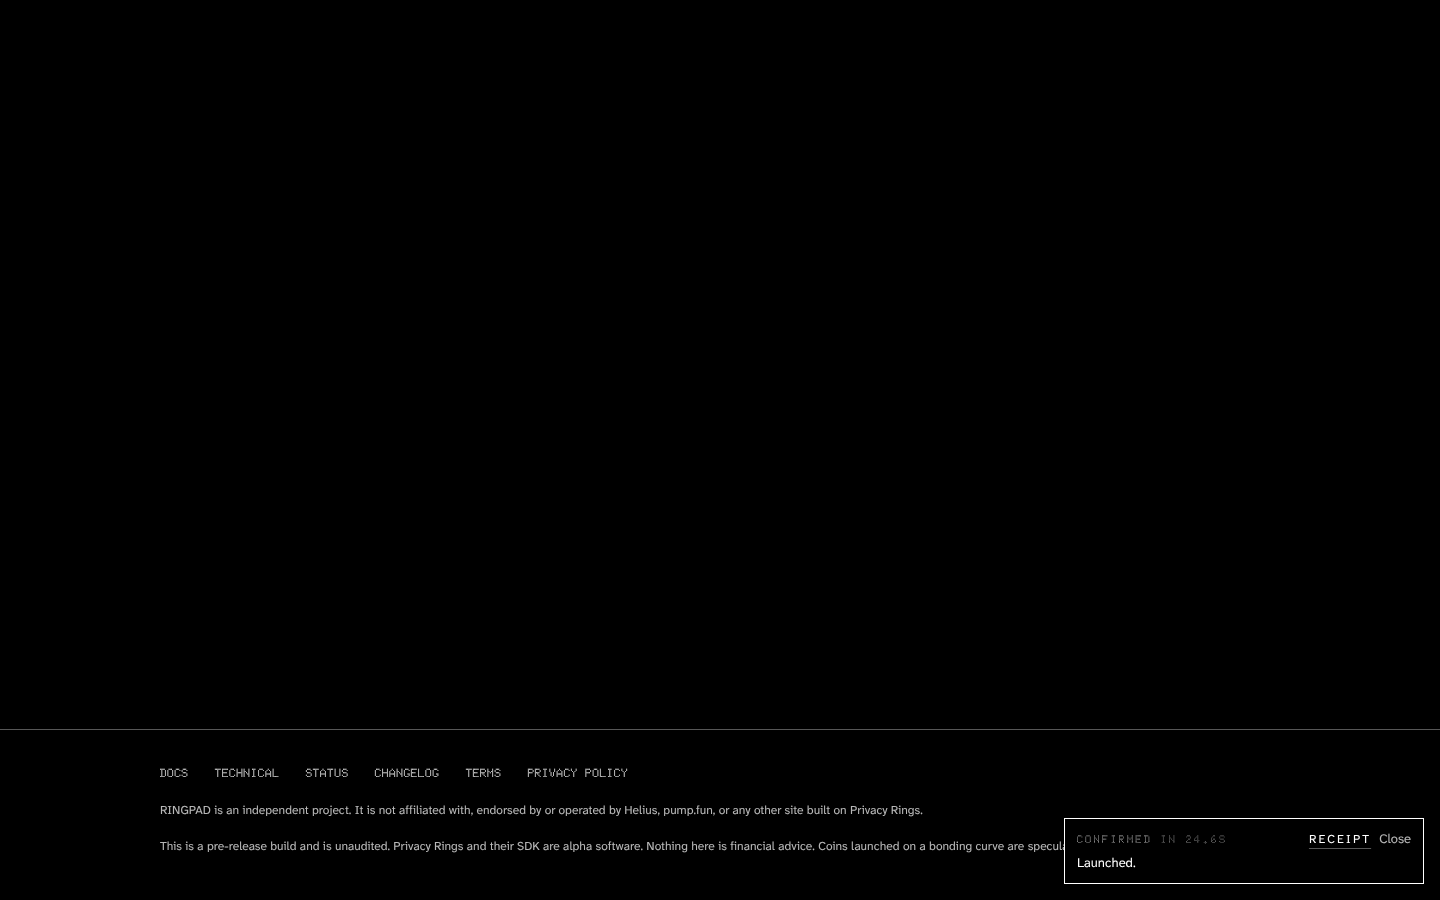 DOCS TECHNICAL STATUS CHANGELOG TERMS PRIVACY POLICY
RINGPAD is an independent project. It is not affiliated with, endorsed by or operated by Helius, pump.fun, or any other site built on Privacy Rings.
This is a pre-release build and is unaudited. Privacy Rings and their SDK are alpha software. Nothing here is financial advice. Coins launched on a bonding curve are
CONFIRMED IN 24.6S RECEIPT Close
Launched.